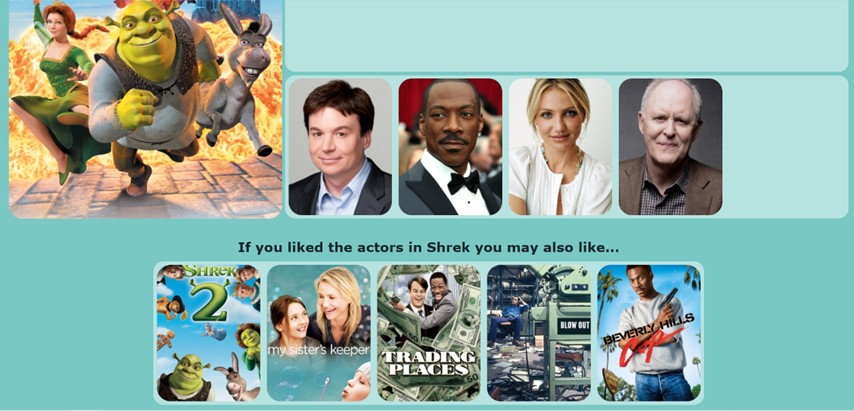 If you liked the actors in Shrek you may also like...
SHREK
2
my sister's keeper
TRADING
PLACES
BLOW OUT
BEVERLY HILLS
Cop